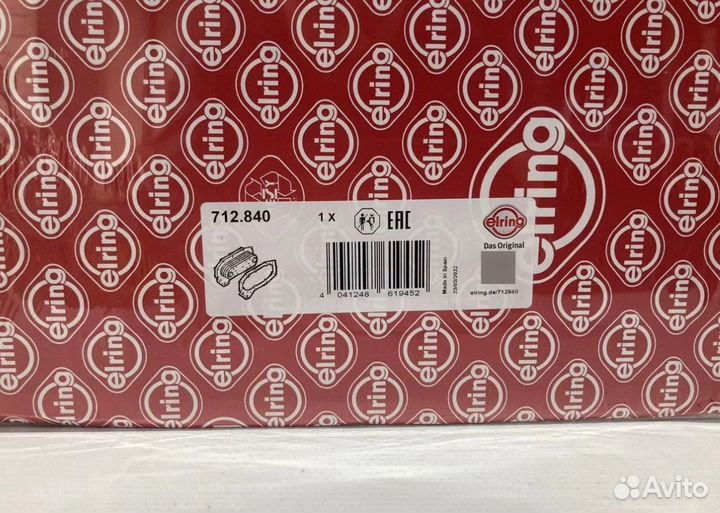 712.840
1 X
EAC
elring
Das Original
4 041248 619452
Made in Spain
23/03/2022
elring.de/712840
elring
Avito